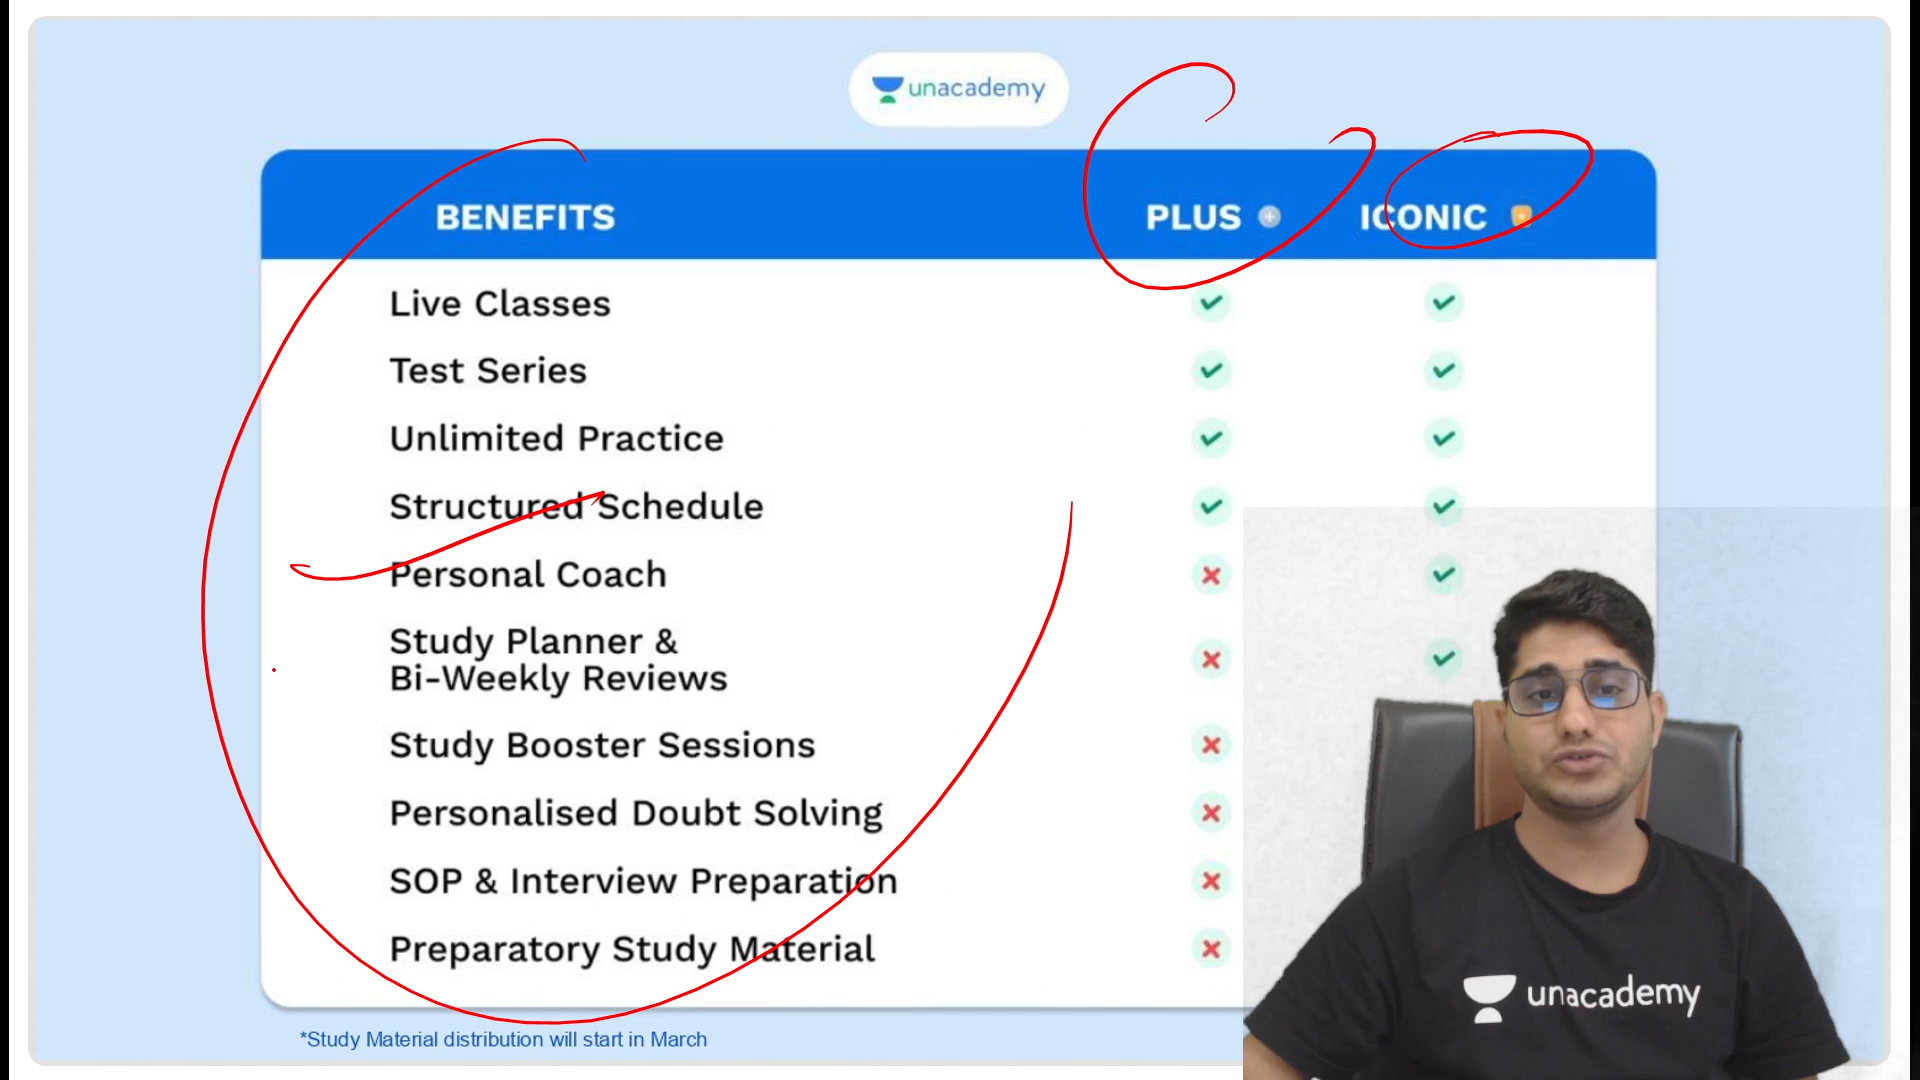 unacademy
BENEFITS PLUS ICONIC
Live Classes
Test Series
Unlimited Practice
Structured Schedule
Personal Coach
Study Planner &
Bi-Weekly Reviews
Study Booster Sessions
Personalised Doubt Solving
SOP & Interview Preparation
Preparatory Study Material
*Study Material distribution will start in March
unacademy